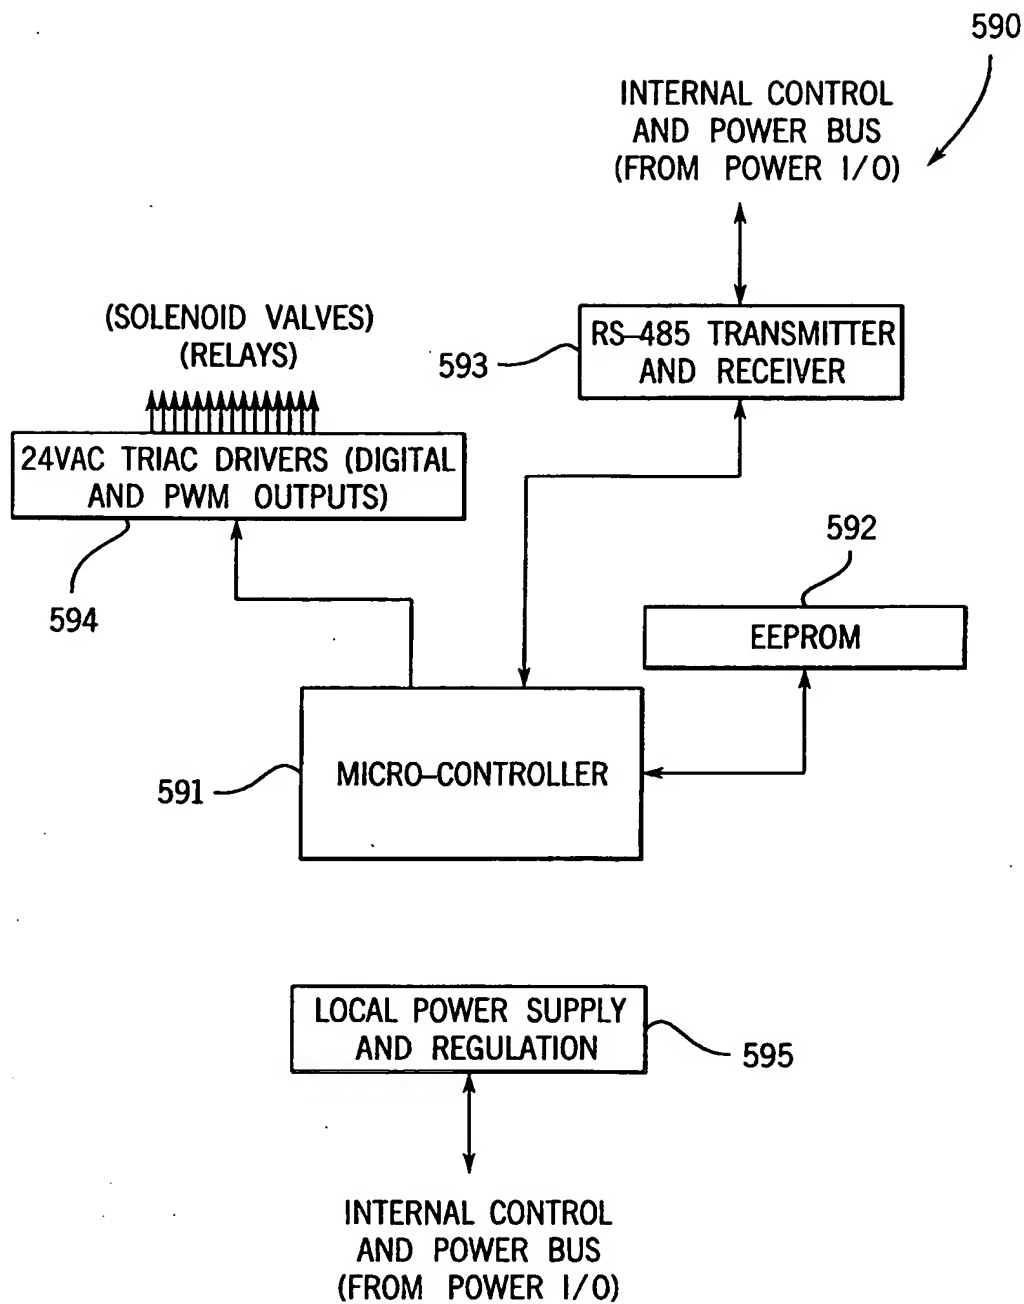 590
INTERNAL CONTROL
AND POWER BUS
(FROM POWER I/O)
(SOLENOID VALVES)
(RELAYS)
593
RS-485 TRANSMITTER
AND RECEIVER
24VAC TRIAC DRIVERS (DIGITAL
AND PWM OUTPUTS)
594
592
EEPROM
591
MICRO-CONTROLLER
LOCAL POWER SUPPLY
AND REGULATION
595
INTERNAL CONTROL
AND POWER BUS
(FROM POWER I/O)